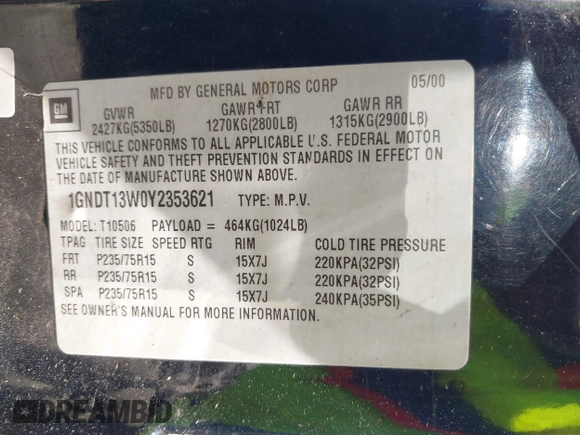 MFD BY GENERAL MOTORS CORP 05/00
GM
GVWR GAWR FRT GAWR RR
2427KG(5350LB) 1270KG(2800LB) 1315KG(2900LB)
THIS VEHICLE CONFORMS TO ALL APPLICABLE U.S. FEDERAL MOTOR
VEHICLE SAFETY AND THEFT PREVENTION STANDARDS IN EFFECT ON
THE DATE OF MANUFACTURE SHOWN ABOVE.
1GNDT13W0Y2353621 TYPE: M.P.V.
MODEL: T10506 PAYLOAD = 464KG(1024LB)
TPAG TIRE SIZE SPEED RTG RIM COLD TIRE PRESSURE
FRT P235/75R15 S 15X7J 220KPA(32PSI)
RR P235/75R15 S 15X7J 220KPA(32PSI)
SPA P235/75R15 S 15X7J 240KPA(35PSI)
SEE OWNER'S MANUAL FOR MORE INFORMATION.
DREAMBID